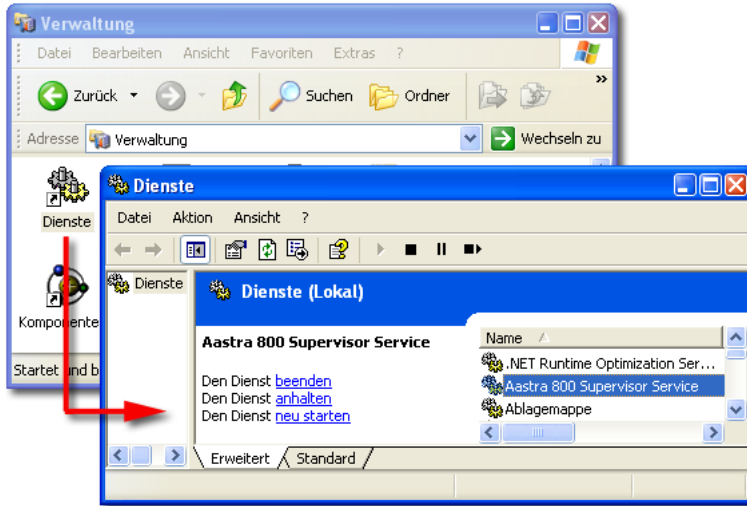 Verwaltung
Datei Bearbeiten Ansicht Favoriten Extras ?
Zurück Suchen Ordner »
Adresse Verwaltung Wechseln zu
Dienste
Komponente
Startet und b
Dienste
Datei Aktion Ansicht ?
Dienste
Dienste (Lokal)
Aastra 800 Supervisor Service
Den Dienst beenden
Den Dienst anhalten
Den Dienst neu starten
Name
.NET Runtime Optimization Ser...
Aastra 800 Supervisor Service
Ablagemappe
Erweitert Standard